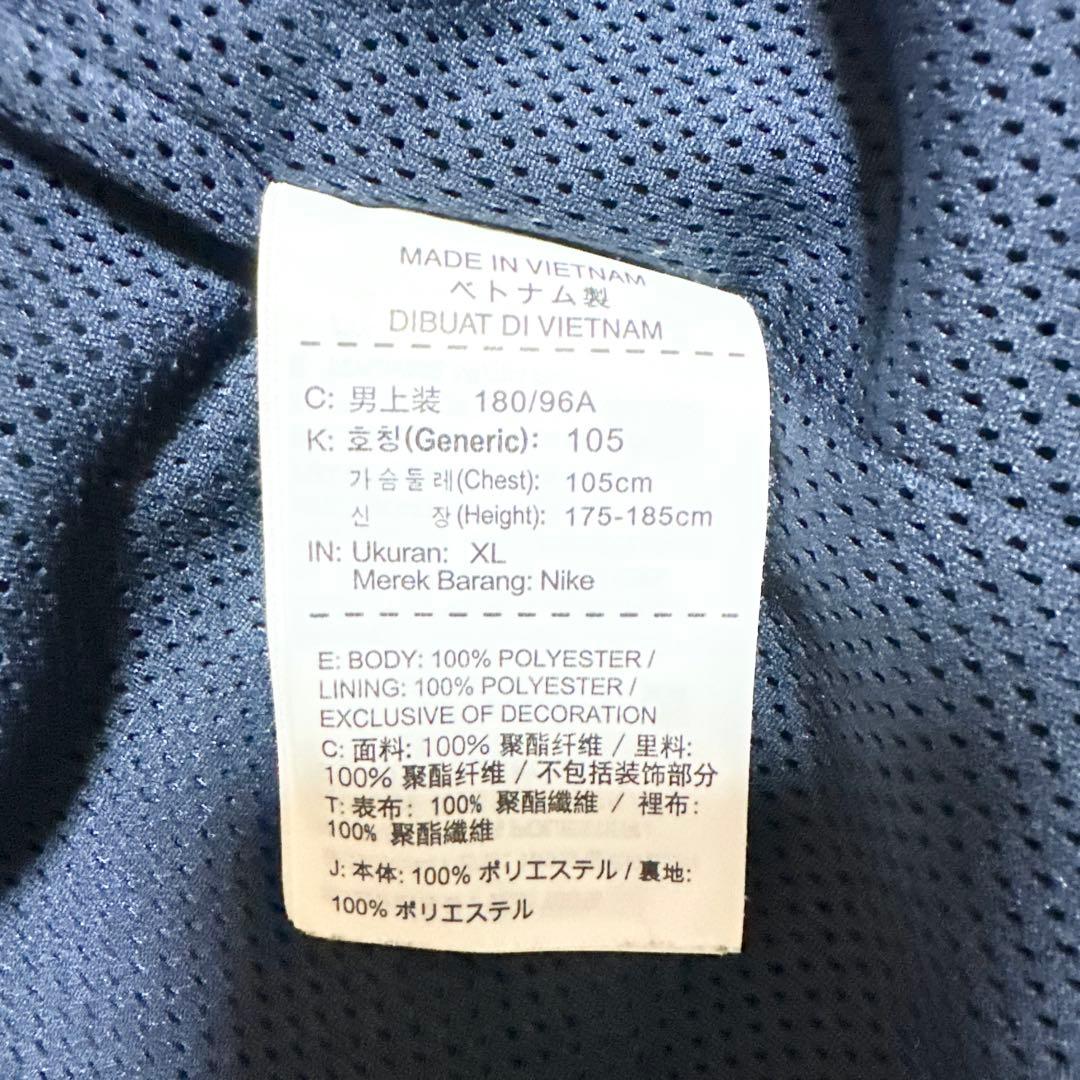 MADE IN VIETNAM
ベトナム製
DIBUAT DI VIETNAM
C: 男上装 180/96A
K: 호칭(Generic): 105
가슴둘레(Chest): 105cm
신 장(Height): 175-185cm
IN: Ukuran: XL
Merek Barang: Nike
E: BODY: 100% POLYESTER /
LINING: 100% POLYESTER /
EXCLUSIVE OF DECORATION
C: 面料: 100% 聚酯纤维 / 里料:
100% 聚酯纤维 / 不包括装饰部分
T: 表布: 100% 聚酯纖維 / 裡布:
100% 聚酯纖維
J: 本体: 100% ポリエステル / 裏地:
100% ポリエステル